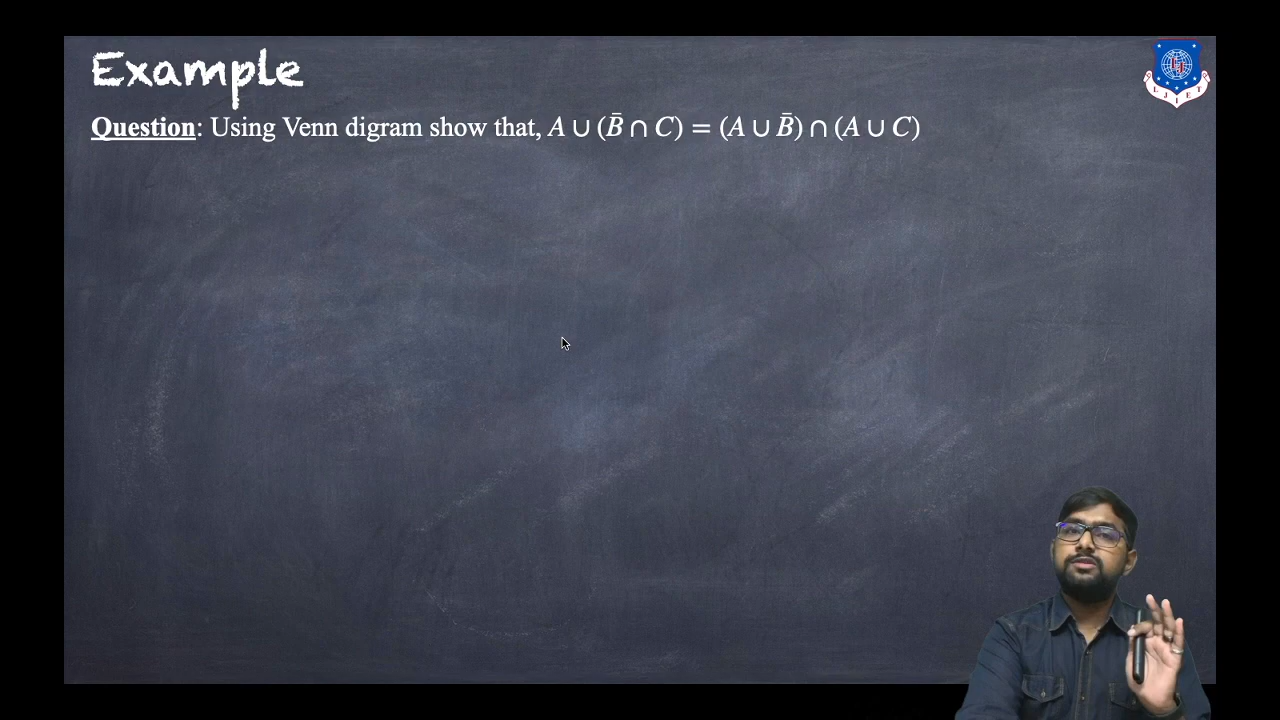 Example
L J I E T
Question: Using Venn digram show that, A ∪ (B̄ ∩ C) = (A ∪ B̄) ∩ (A ∪ C)